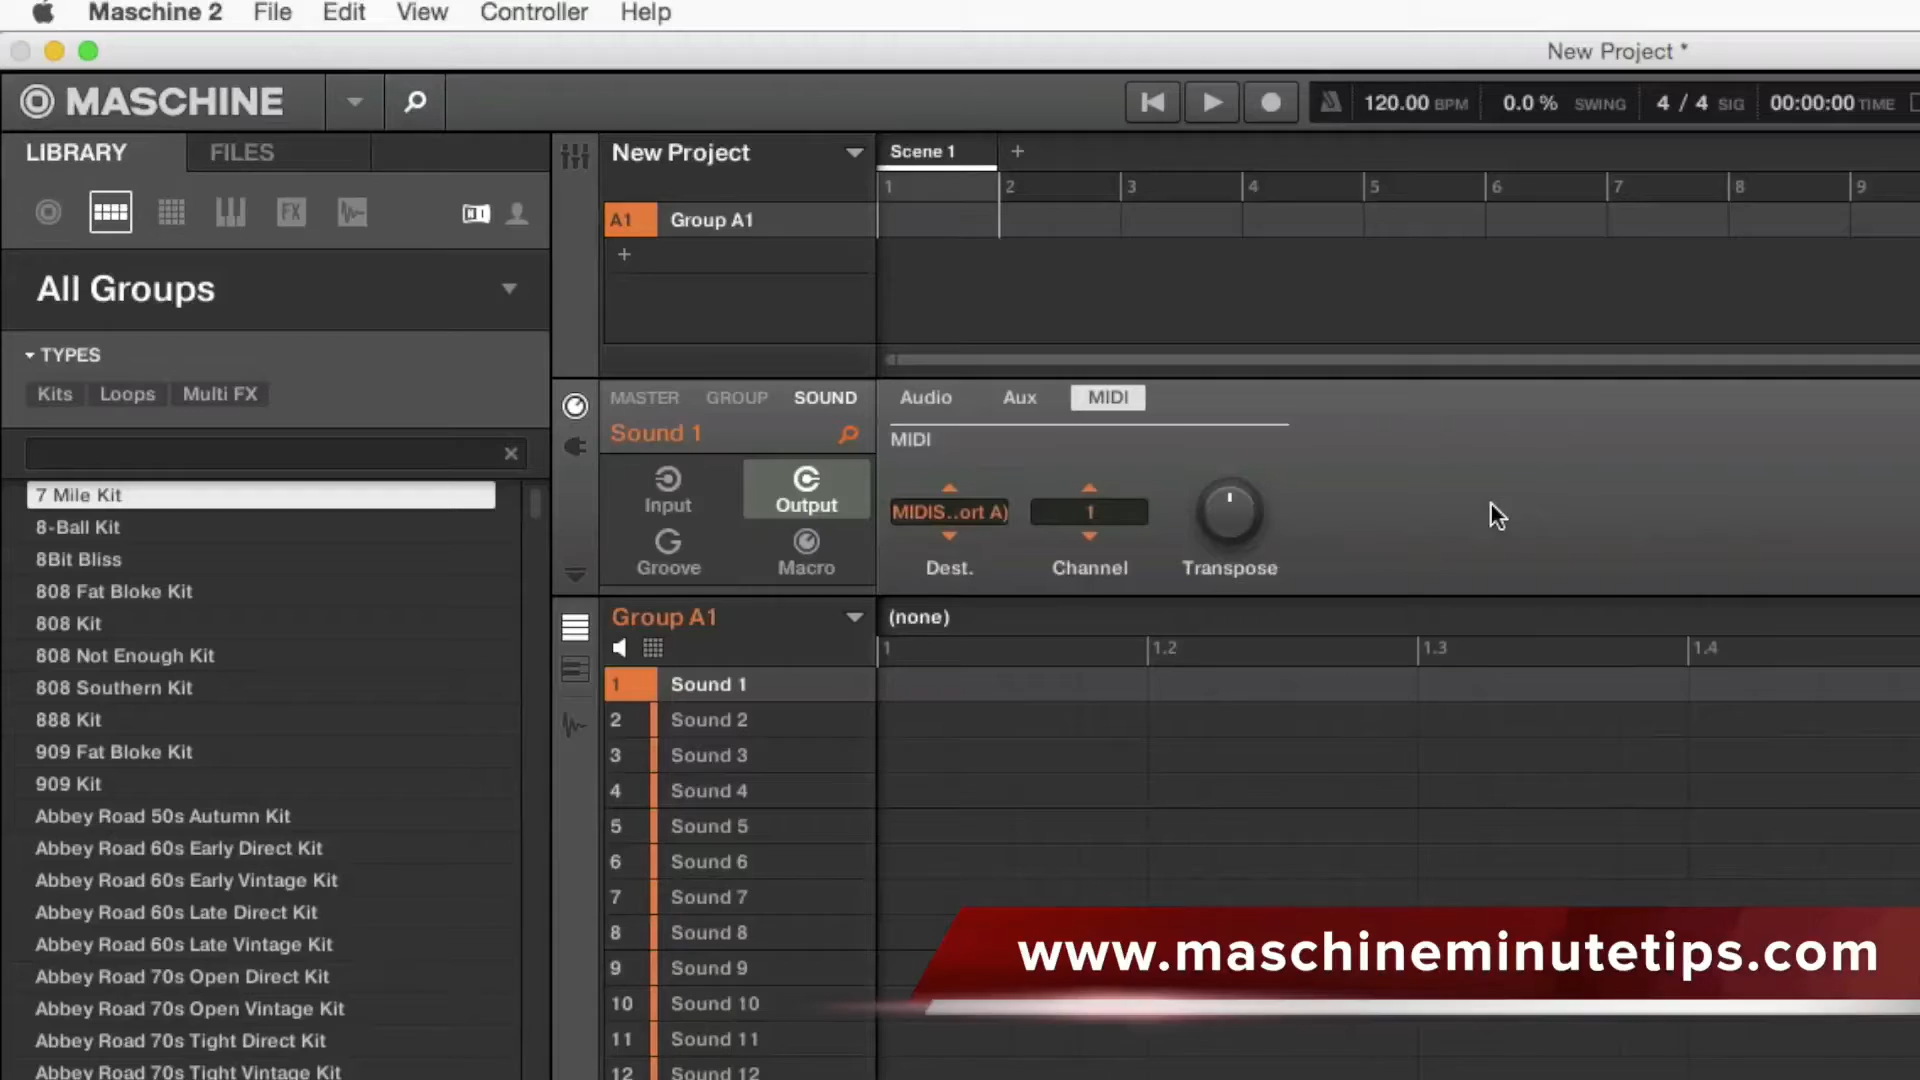 Maschine 2 File Edit View Controller Help
New Project *
MASCHINE
120.00 BPM 0.0 % SWING 4 / 4 SIG 00:00:00 TIME
LIBRARY FILES
New Project
Scene 1 +
1 2 3 4 5 6 7 8 9
FX
NI
A1 Group A1
+
All Groups
TYPES
Kits Loops Multi FX
MASTER GROUP SOUND
Audio Aux MIDI
Sound 1
MIDI
Input Output
MIDIS..ort A) 1
Groove Macro
Dest. Channel Transpose
7 Mile Kit
8-Ball Kit
8Bit Bliss
808 Fat Bloke Kit
808 Kit
808 Not Enough Kit
808 Southern Kit
888 Kit
909 Fat Bloke Kit
909 Kit
Abbey Road 50s Autumn Kit
Abbey Road 60s Early Direct Kit
Abbey Road 60s Early Vintage Kit
Abbey Road 60s Late Direct Kit
Abbey Road 60s Late Vintage Kit
Abbey Road 70s Open Direct Kit
Abbey Road 70s Open Vintage Kit
Abbey Road 70s Tight Direct Kit
Abbey Road 70s Tight Vintage Kit
Group A1
(none)
1 1.2 1.3 1.4
1 Sound 1
2 Sound 2
3 Sound 3
4 Sound 4
5 Sound 5
6 Sound 6
7 Sound 7
8 Sound 8
9 Sound 9
10 Sound 10
11 Sound 11
12 Sound 12
www.maschineminutetips.com